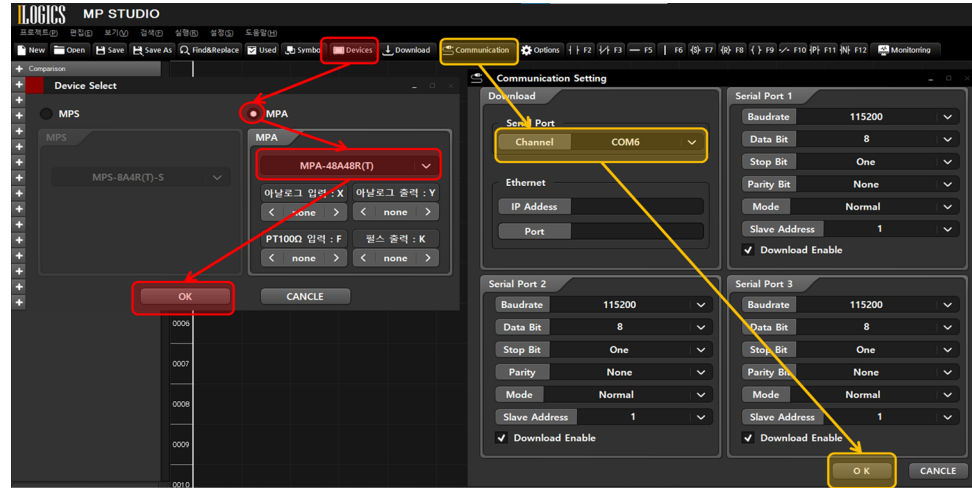 ILOGICS MP STUDIO
프로젝트(P) 편집(E) 보기(V) 검색(F) 실행(R) 설정(S) 도움말(H)
New Open Save Save As Find&Replace Used Symbo Devices Download Communication Options F2 F3 F5 F6 (S) F7 (R) F8 { } F9 F10 (P) F11 (N) F12 Monitorring
Comparison
Device Select
MPS
MPA
MPS
MPS-8A4R(T)-S
MPA
MPA-48A48R(T)
아날로그 입력 : X 아날로그 출력 : Y
< none > < none >
PT100Ω 입력 : F 펄스 출력 : K
< none > < none >
OK CANCLE
0006
0007
0008
0009
0010
Communication Setting
Download
Serial Port
Channel COM6
Ethernet
IP Addess
Port
Serial Port 1
Baudrate 115200
Data Bit 8
Stop Bit One
Parity Bit None
Mode Normal
Slave Address 1
Download Enable
Serial Port 2
Baudrate 115200
Data Bit 8
Stop Bit One
Parity None
Mode Normal
Slave Address 1
Download Enable
Serial Port 3
Baudrate 115200
Data Bit 8
Stop Bit One
Parity Bit None
Mode Normal
Slave Address 1
Download Enable
O K CANCLE